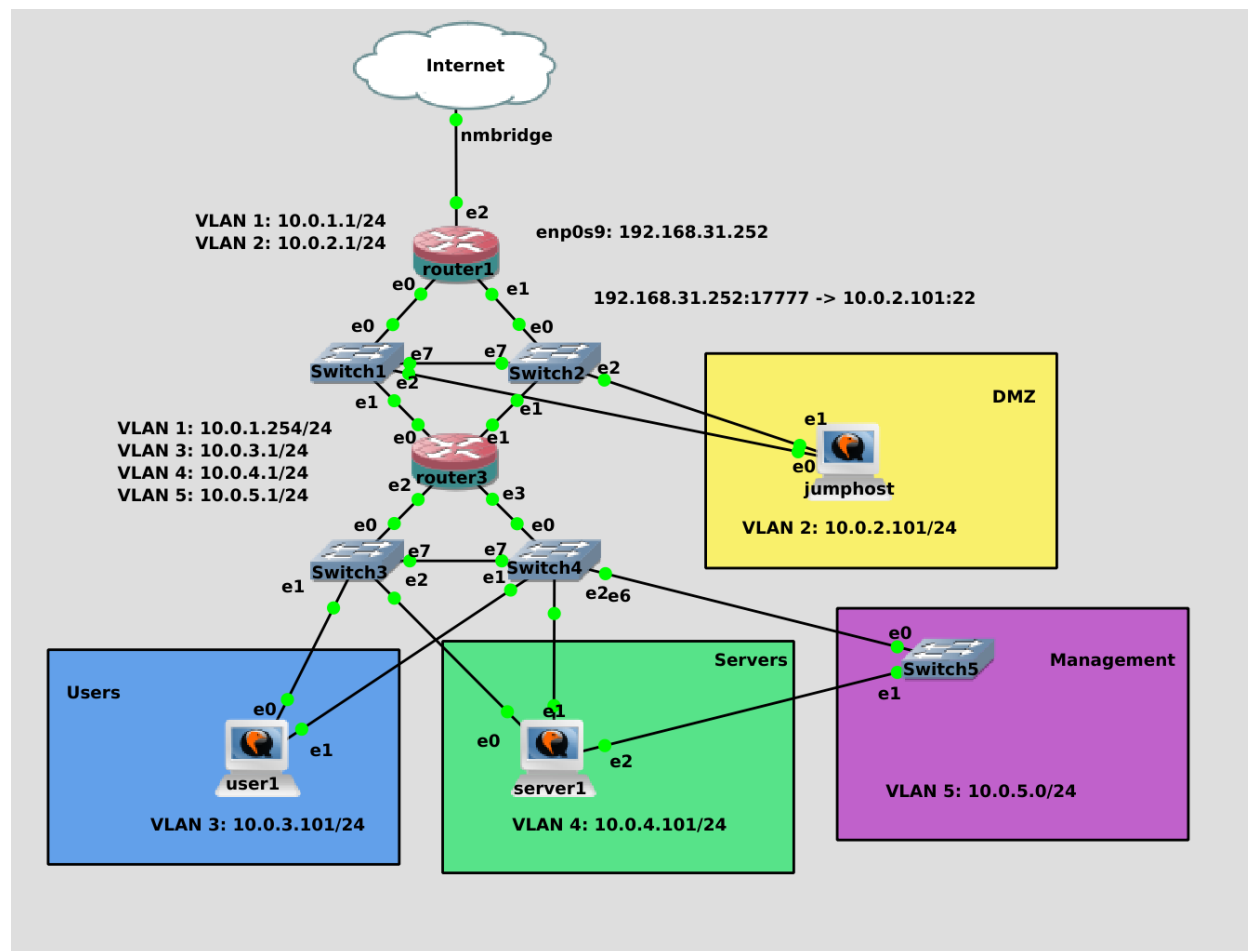 Internet
nmbridge
e2
VLAN 1: 10.0.1.1/24
VLAN 2: 10.0.2.1/24
enp0s9: 192.168.31.252
router1
e0
e1
192.168.31.252:17777 -> 10.0.2.101:22
e0
e0
e7
e7
Switch1
e2
Switch2
e2
e1
e1
DMZ
e1
e0
jumphost
VLAN 2: 10.0.2.101/24
VLAN 1: 10.0.1.254/24
VLAN 3: 10.0.3.1/24
VLAN 4: 10.0.4.1/24
VLAN 5: 10.0.5.1/24
e0
e1
router3
e2
e3
e0
e0
e7
e7
Switch3
Switch4
e1
e2
e1
e2
e6
e0
Switch5
e1
Management
VLAN 5: 10.0.5.0/24
Users
e0
e1
user1
VLAN 3: 10.0.3.101/24
Servers
e1
e0
e2
server1
VLAN 4: 10.0.4.101/24